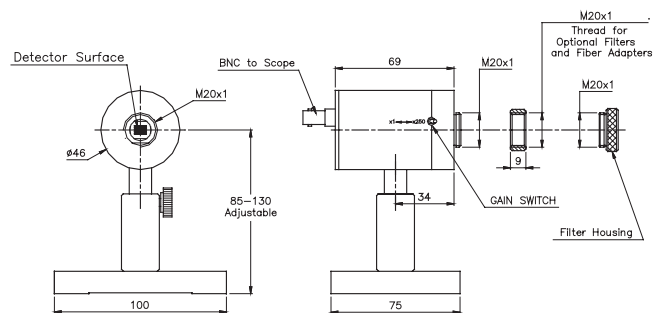 Detector Surface
M20x1
ø46
85-130
Adjustable
100
BNC to Scope
69
M20x1
x1
x250
34
GAIN SWITCH
75
9
M20x1
Thread for
Optional Filters
and Fiber Adapters
M20x1
Filter Housing